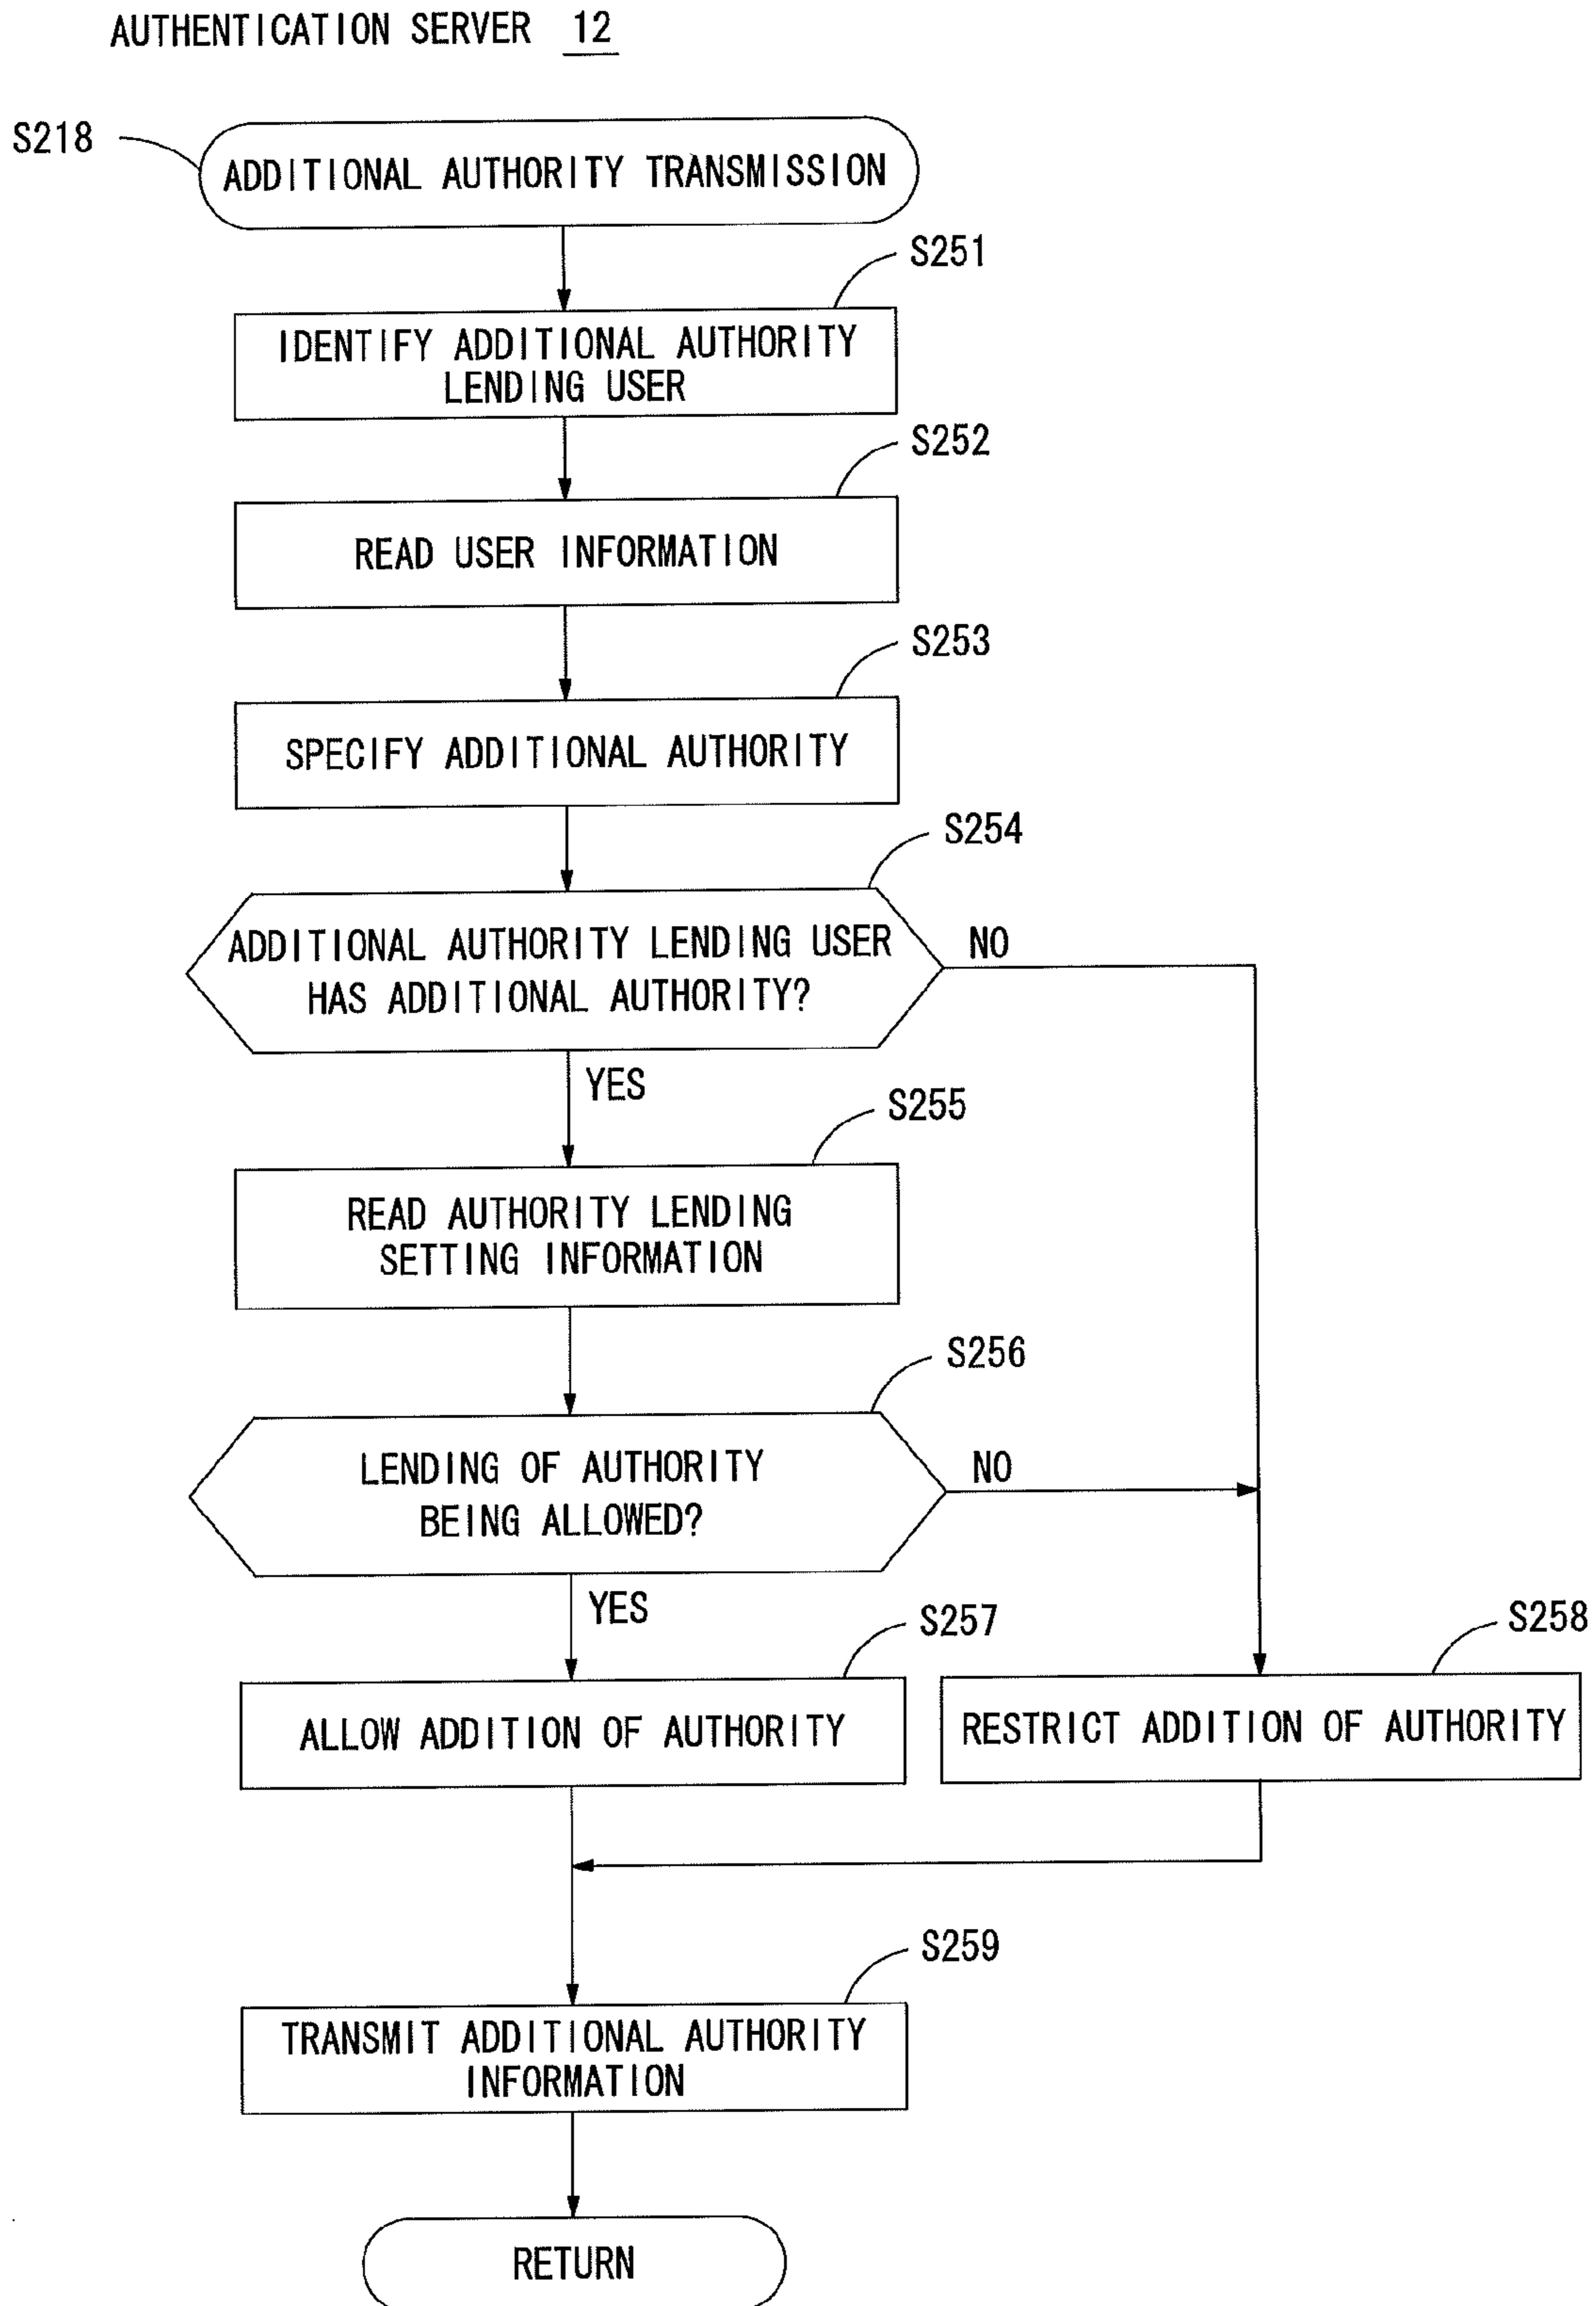 AUTHENTICATION SERVER 12
S218
ADDITIONAL AUTHORITY TRANSMISSION
S251
IDENTIFY ADDITIONAL AUTHORITY
LENDING USER
S252
READ USER INFORMATION
S253
SPECIFY ADDITIONAL AUTHORITY
S254
ADDITIONAL AUTHORITY LENDING USER
HAS ADDITIONAL AUTHORITY?
NO
YES
S255
READ AUTHORITY LENDING
SETTING INFORMATION
S256
LENDING OF AUTHORITY
BEING ALLOWED?
NO
YES
S257
ALLOW ADDITION OF AUTHORITY
S258
RESTRICT ADDITION OF AUTHORITY
S259
TRANSMIT ADDITIONAL AUTHORITY
INFORMATION
RETURN